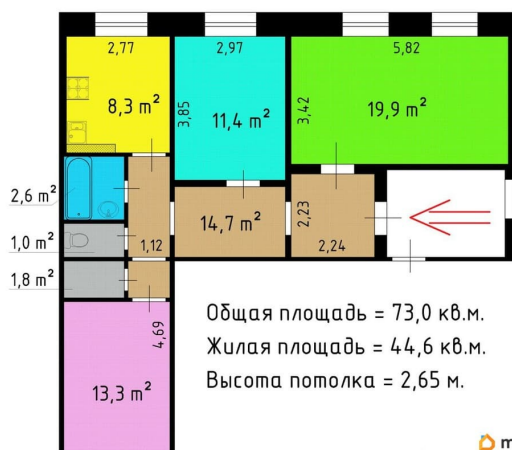 2,77
2,97
5,82
8,3 m²
3,85
11,4 m²
3,42
19,9 m²
2,6 m²
14,7 m²
2,23
1,0 m²
1,12
2,24
1,8 m²
4,69
13,3 m²
Общая площадь = 73,0 кв.м.
Жилая площадь = 44,6 кв.м.
Высота потолка = 2,65 м.